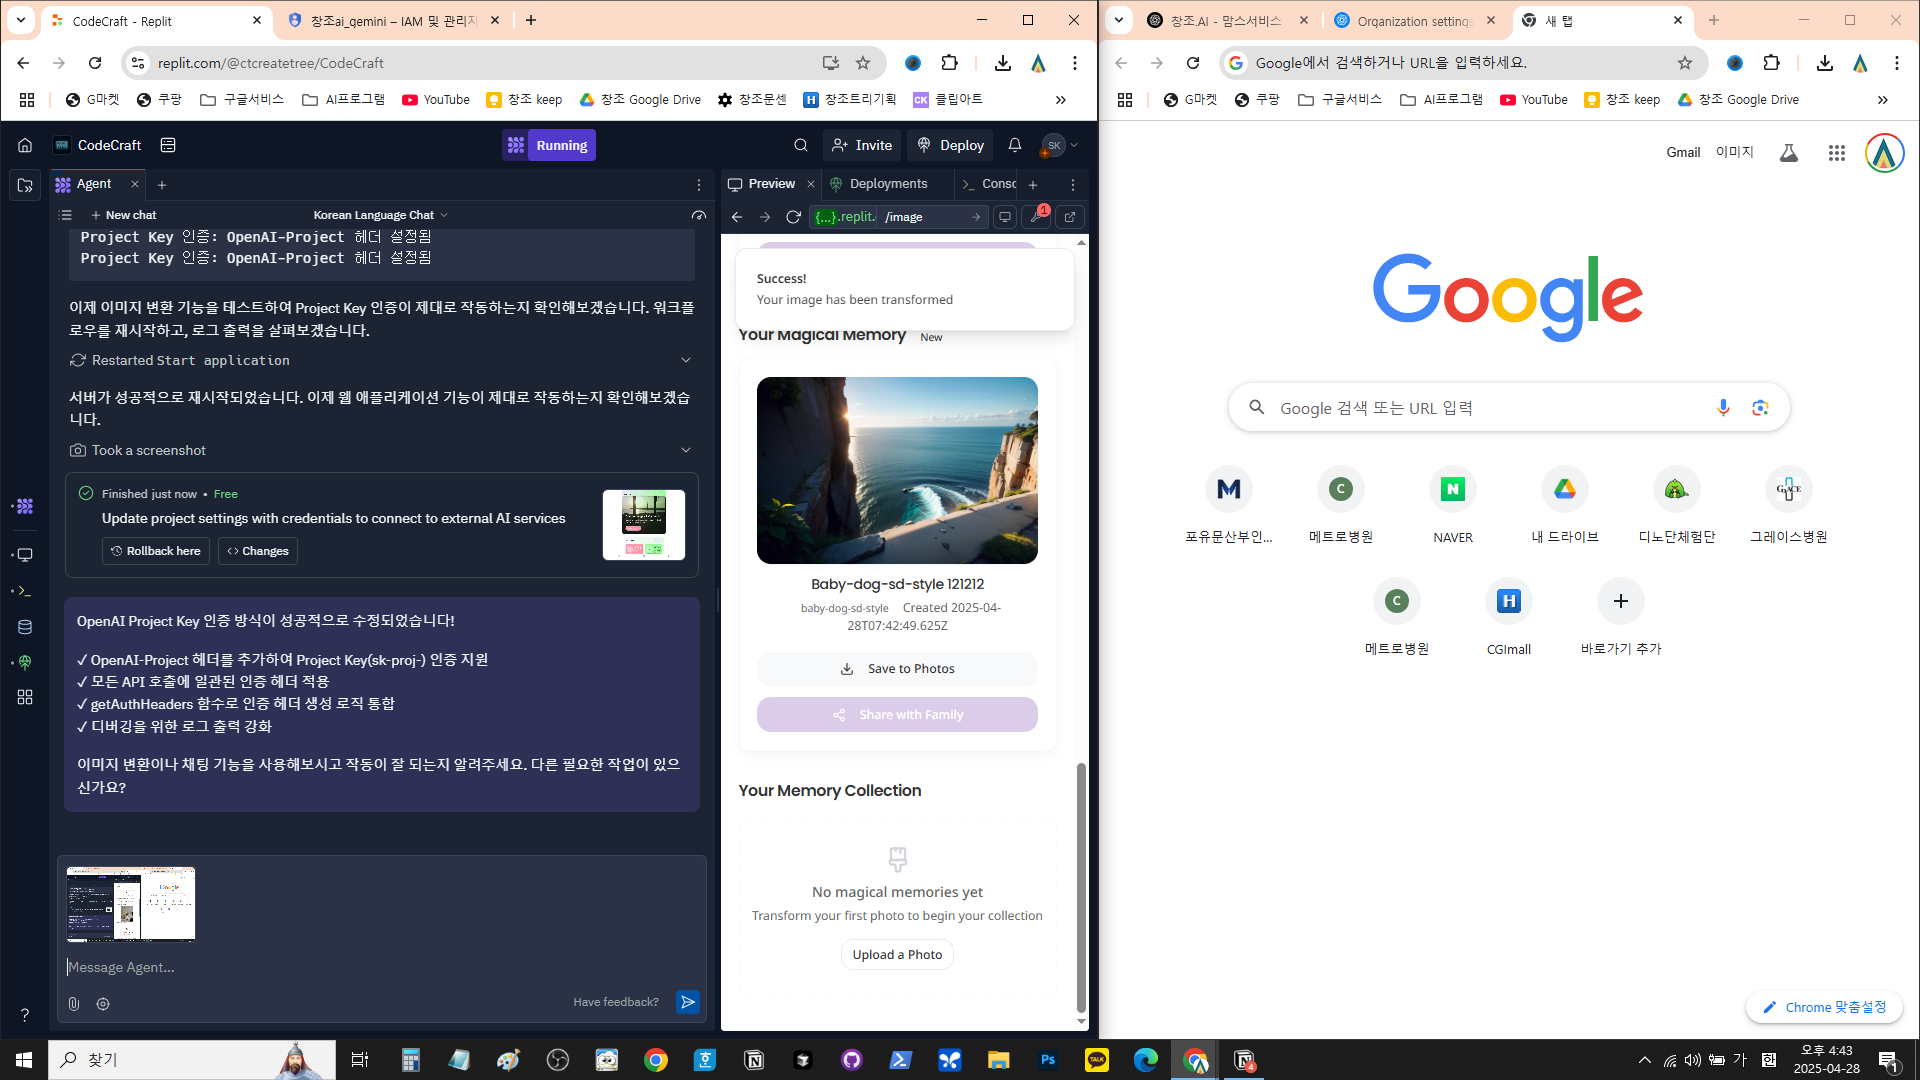 CodeCraft - Replit
창조ai_gemini – IAM 및 관리자
replit.com/@ctcreatetree/CodeCraft
G마켓
쿠팡
구글서비스
AI프로그램
YouTube
창조 keep
창조 Google Drive
창조문센
창조트리기획
클립아트
CodeCraft
Running
Invite
Deploy
SK
Agent
New chat
Korean Language Chat
Project Key 인증: OpenAI-Project 헤더 설정됨
Project Key 인증: OpenAI-Project 헤더 설정됨
이제 이미지 변환 기능을 테스트하여 Project Key 인증이 제대로 작동하는지 확인해보겠습니다. 워크플
로우를 재시작하고, 로그 출력을 살펴보겠습니다.
Restarted Start application
서버가 성공적으로 재시작되었습니다. 이제 웹 애플리케이션 기능이 제대로 작동하는지 확인해보겠습
니다.
Took a screenshot
Finished just now • Free
Update project settings with credentials to connect to external AI services
Rollback here
Changes
OpenAI Project Key 인증 방식이 성공적으로 수정되었습니다!
✓ OpenAI-Project 헤더를 추가하여 Project Key(sk-proj-) 인증 지원
✓ 모든 API 호출에 일관된 인증 헤더 적용
✓ getAuthHeaders 함수로 인증 헤더 생성 로직 통합
✓ 디버깅을 위한 로그 출력 강화
이미지 변환이나 채팅 기능을 사용해보시고 작동이 잘 되는지 알려주세요. 다른 필요한 작업이 있으
신가요?
Message Agent...
Have feedback?
Preview
Deployments
Consc
{...}.replit.
/image
1
Success!
Your image has been transformed
Your Magical Memory
New
Baby-dog-sd-style 121212
baby-dog-sd-style
Created 2025-04-
28T07:42:49.625Z
Save to Photos
Share with Family
Your Memory Collection
No magical memories yet
Transform your first photo to begin your collection
Upload a Photo
창조.AI - 맘스서비스
Organization settings
새 탭
Google에서 검색하거나 URL을 입력하세요.
G마켓
쿠팡
구글서비스
AI프로그램
YouTube
창조 keep
창조 Google Drive
Gmail
이미지
Google
Google 검색 또는 URL 입력
포유문산부인...
메트로병원
NAVER
내 드라이브
디노단체험단
그레이스병원
메트로병원
CGImall
바로가기 추가
Chrome 맞춤설정
찾기
가
오후 4:43
2025-04-28